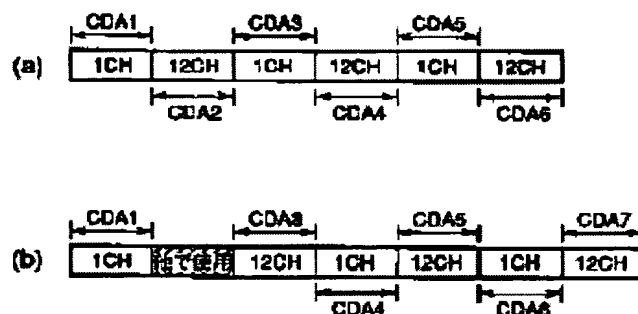 CDA1 CDA3 CDA5
(a) 1CH 12CH 1CH 12CH 1CH 12CH
CDA2 CDA4 CDA6
CDA1 CDA3 CDA5 CDA7
(b) 1CH 他で使用 12CH 1CH 12CH 1CH 12CH
CDA4 CDA6